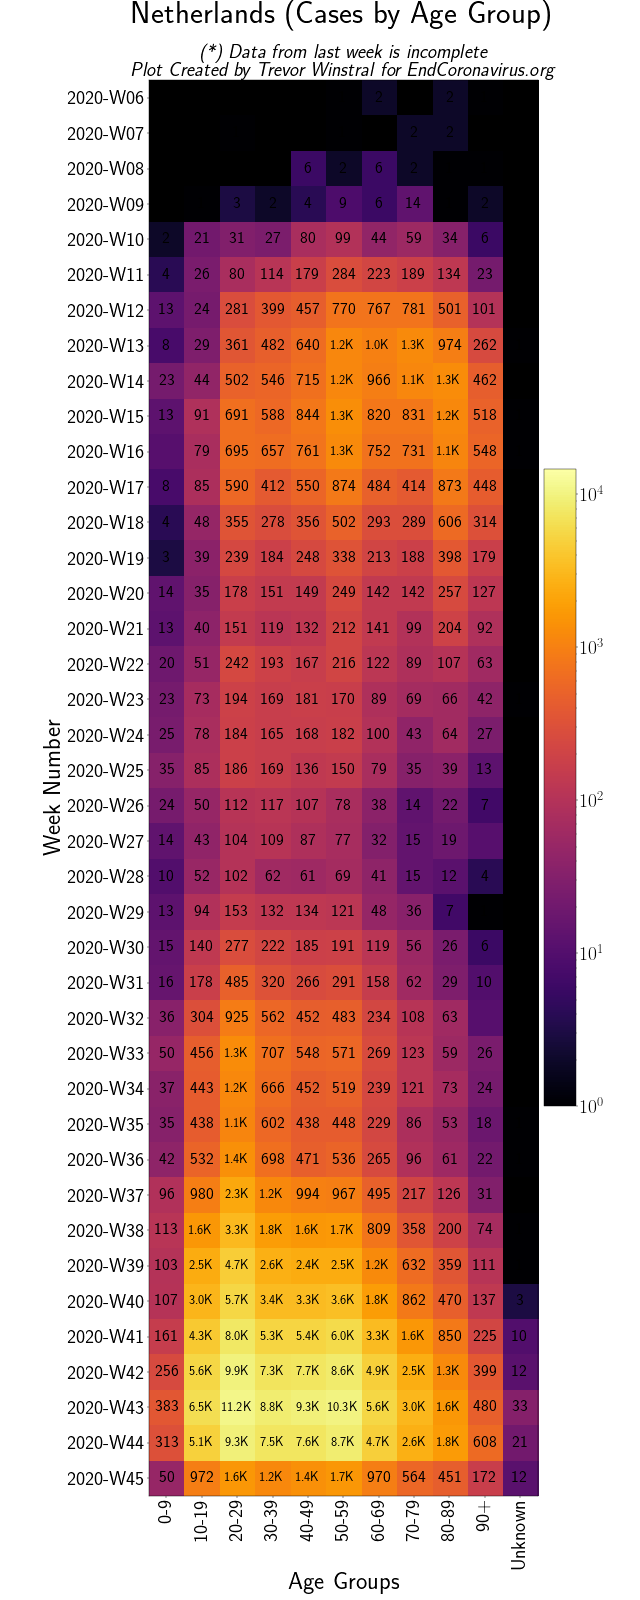 Netherlands (Cases by Age Group)
(*) Data from last week is incomplete
Plot Created by Trevor Winstral for EndCoronavirus.org
2020-W06 2 2
2020-W07 2 2
2020-W08 6 2 6 2
2020-W09 3 2 4 9 6 14 2
2020-W10 2 21 31 27 80 99 44 59 34 6
2020-W11 4 26 80 114 179 284 223 189 134 23
2020-W12 13 24 281 399 457 770 767 781 501 101
2020-W13 8 29 361 482 640 1.2K 1.0K 1.3K 974 262
2020-W14 23 44 502 546 715 1.2K 966 1.1K 1.3K 462
2020-W15 13 91 691 588 844 1.3K 820 831 1.2K 518
2020-W16 79 695 657 761 1.3K 752 731 1.1K 548
2020-W17 8 85 590 412 550 874 484 414 873 448
2020-W18 4 48 355 278 356 502 293 289 606 314
2020-W19 3 39 239 184 248 338 213 188 398 179
2020-W20 14 35 178 151 149 249 142 142 257 127
2020-W21 13 40 151 119 132 212 141 99 204 92
2020-W22 20 51 242 193 167 216 122 89 107 63
2020-W23 23 73 194 169 181 170 89 69 66 42
2020-W24 25 78 184 165 168 182 100 43 64 27
2020-W25 35 85 186 169 136 150 79 35 39 13
2020-W26 24 50 112 117 107 78 38 14 22 7
2020-W27 14 43 104 109 87 77 32 15 19
2020-W28 10 52 102 62 61 69 41 15 12 4
2020-W29 13 94 153 132 134 121 48 36 7
2020-W30 15 140 277 222 185 191 119 56 26 6
2020-W31 16 178 485 320 266 291 158 62 29 10
2020-W32 36 304 925 562 452 483 234 108 63
2020-W33 50 456 1.3K 707 548 571 269 123 59 26
2020-W34 37 443 1.2K 666 452 519 239 121 73 24
2020-W35 35 438 1.1K 602 438 448 229 86 53 18
2020-W36 42 532 1.4K 698 471 536 265 96 61 22
2020-W37 96 980 2.3K 1.2K 994 967 495 217 126 31
2020-W38 113 1.6K 3.3K 1.8K 1.6K 1.7K 809 358 200 74
2020-W39 103 2.5K 4.7K 2.6K 2.4K 2.5K 1.2K 632 359 111
2020-W40 107 3.0K 5.7K 3.4K 3.3K 3.6K 1.8K 862 470 137 3
2020-W41 161 4.3K 8.0K 5.3K 5.4K 6.0K 3.3K 1.6K 850 225 10
2020-W42 256 5.6K 9.9K 7.3K 7.7K 8.6K 4.9K 2.5K 1.3K 399 12
2020-W43 383 6.5K 11.2K 8.8K 9.3K 10.3K 5.6K 3.0K 1.6K 480 33
2020-W44 313 5.1K 9.3K 7.5K 7.6K 8.7K 4.7K 2.6K 1.8K 608 21
2020-W45 50 972 1.6K 1.2K 1.4K 1.7K 970 564 451 172 12
0-9 10-19 20-29 30-39 40-49 50-59 60-69 70-79 80-89 90+ Unknown
Age Groups
Week Number
10⁴
10³
10²
10¹
10⁰